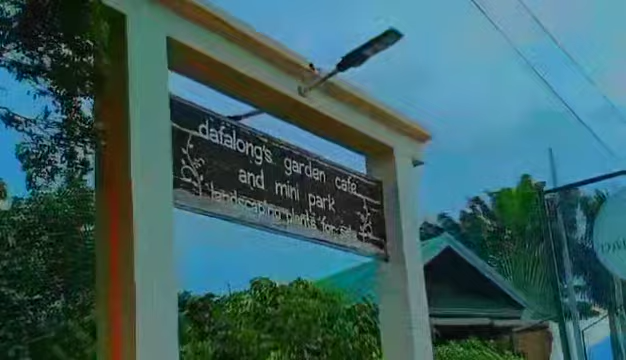 dafalong's garden cafe
and mini park
landscaping plants for sale